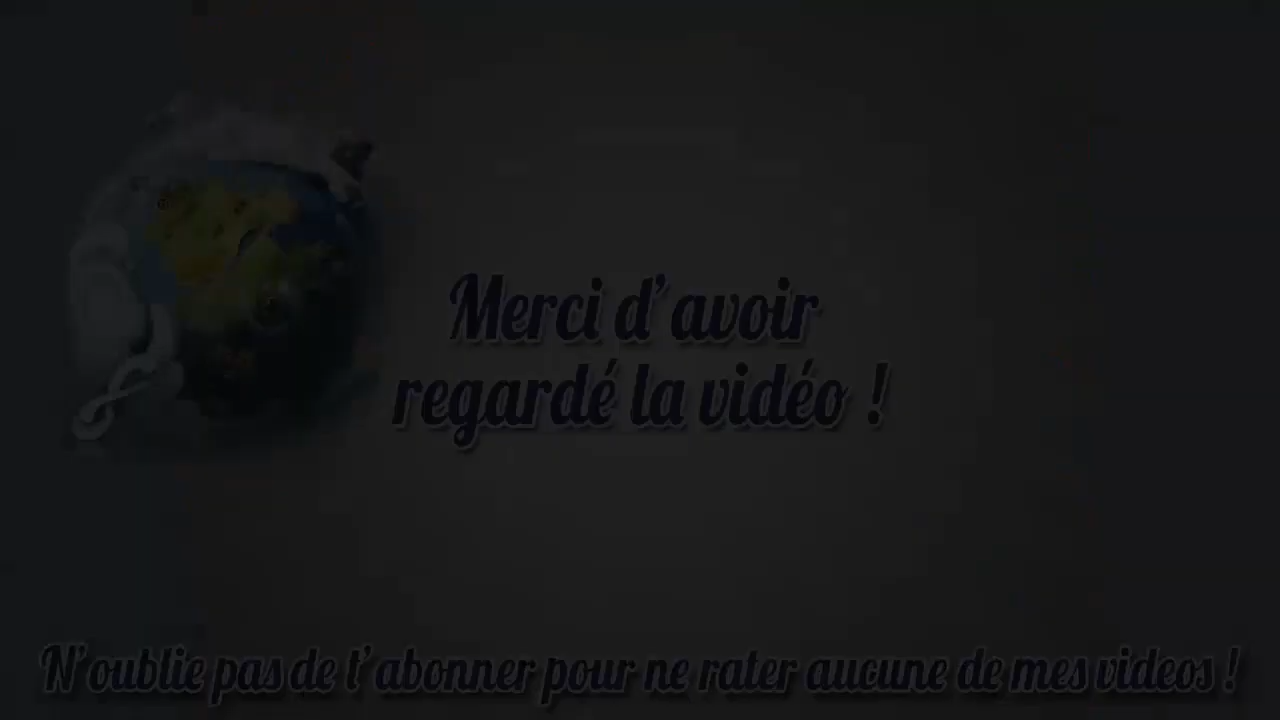 Merci d'avoir
regardé la vidéo !
N'oublie pas de t'abonner pour ne rater aucune de mes videos !